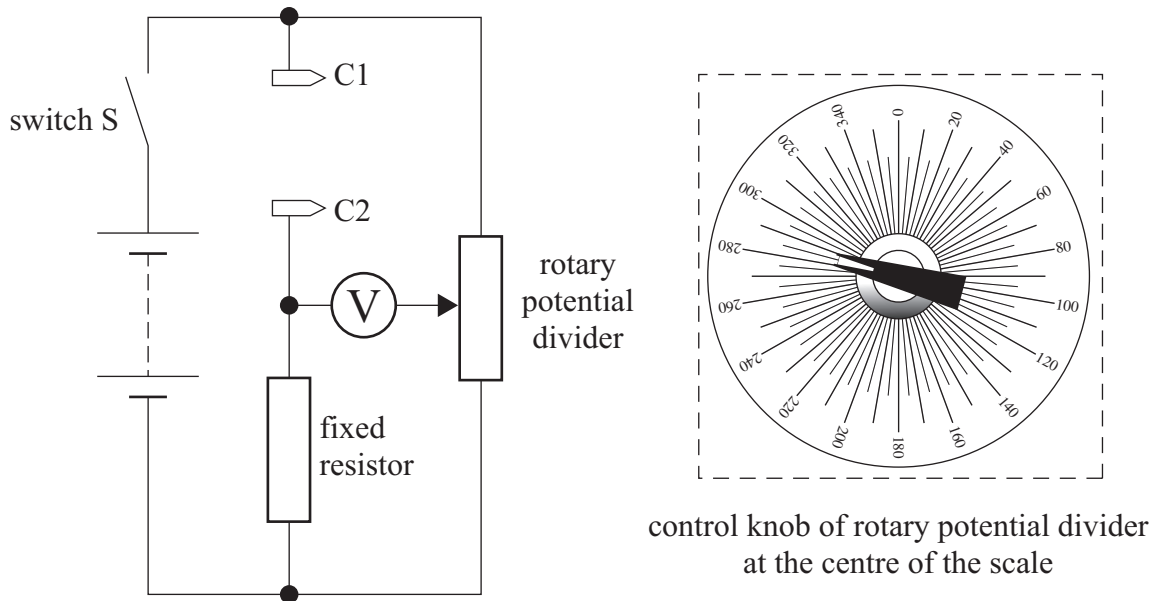 switch S
C1
C2
V
rotary
potential
divider
fixed
resistor
0
20
40
60
80
100
120
140
160
180
200
220
240
260
280
300
320
340
control knob of rotary potential divider
at the centre of the scale